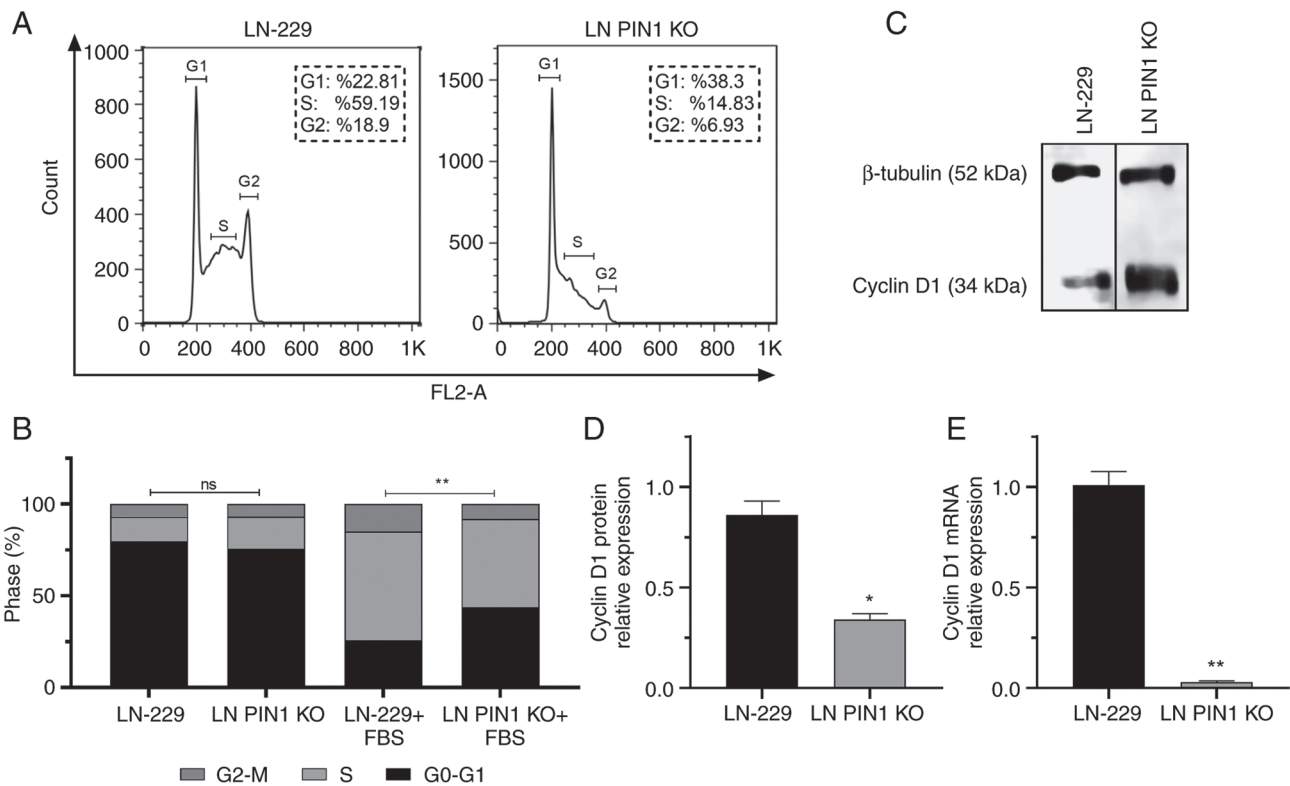 A
LN-229
LN PIN1 KO
Count
1000
800
600
400
200
0
G1
S
G2
G1: %22.81
S: %59.19
G2: %18.9
0 200 400 600 800 1K
1500
1000
500
0
G1
S
G2
G1: %38.3
S: %14.83
G2: %6.93
0 200 400 600 800 1K
FL2-A
C
LN-229
LN PIN1 KO
β-tubulin (52 kDa)
Cyclin D1 (34 kDa)
B
Phase (%)
100
50
0
ns
**
LN-229
LN PIN1 KO
LN-229+
FBS
LN PIN1 KO+
FBS
G2-M S G0-G1
D
Cyclin D1 protein
relative expression
1.0
0.5
0.0
*
LN-229 LN PIN1 KO
E
Cyclin D1 mRNA
relative expression
1.0
0.5
0.0
**
LN-229 LN PIN1 KO